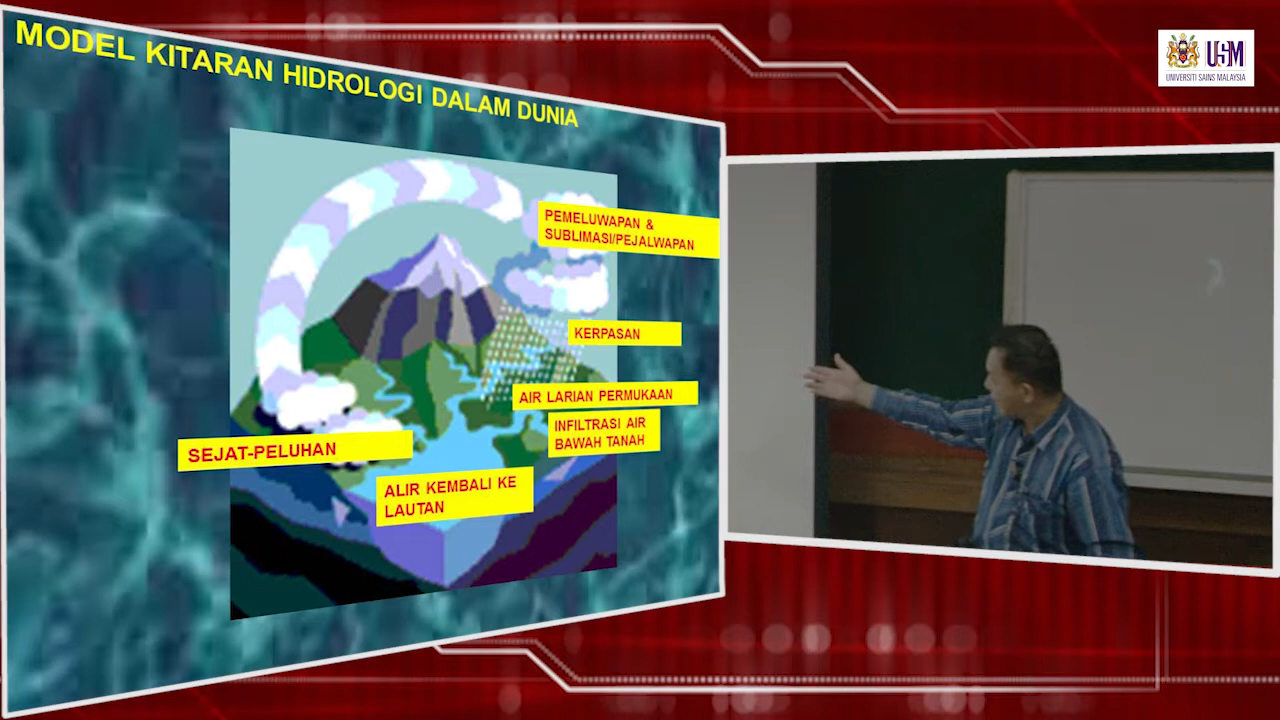 MODEL KITARAN HIDROLOGI DALAM DUNIA
PEMELUWAPAN &
SUBLIMASI/PEJALWAPAN
KERPASAN
AIR LARIAN PERMUKAAN
INFILTRASI AIR
BAWAH TANAH
SEJAT-PELUHAN
ALIR KEMBALI KE
LAUTAN
USM
UNIVERSITI SAINS MALAYSIA